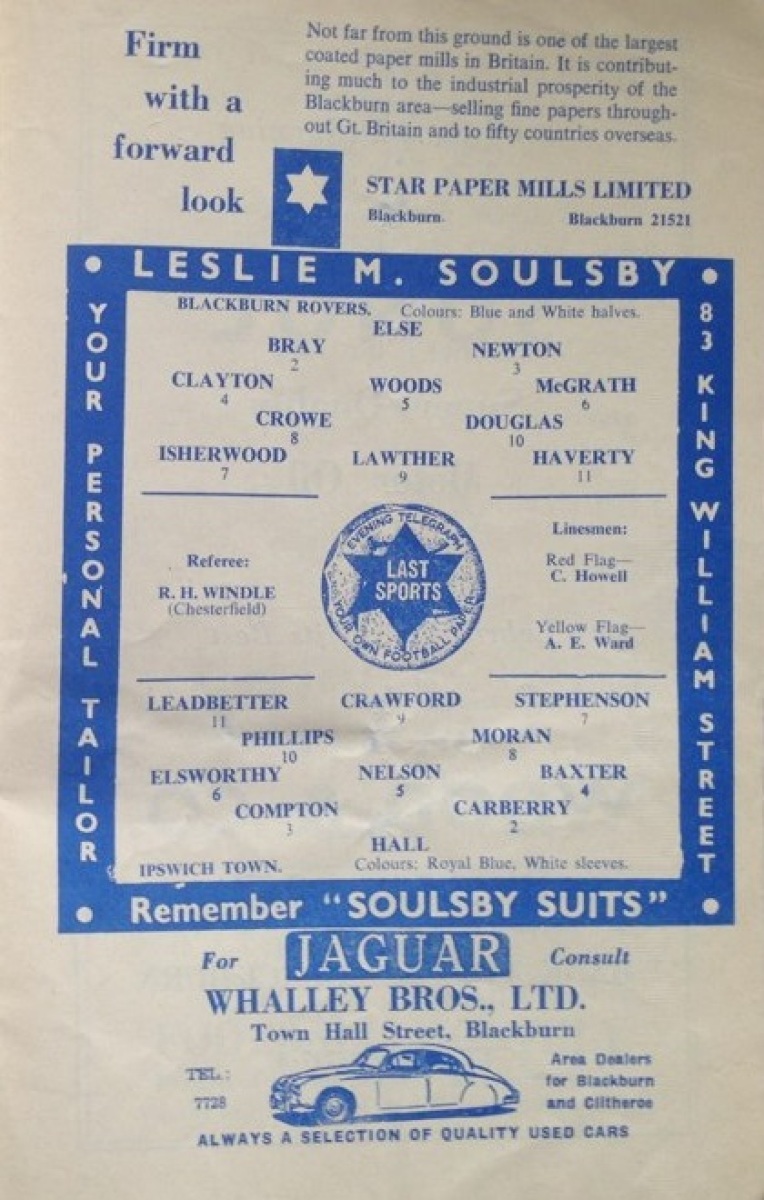 Firm
with a
forward
look
Not far from this ground is one of the largest
coated paper mills in Britain. It is contribut-
ing much to the industrial prosperity of the
Blackburn area—selling fine papers through-
out Gt. Britain and to fifty countries overseas.
STAR PAPER MILLS LIMITED
Blackburn. Blackburn 21521
• LESLIE M. SOULSBY •
YOUR PERSONAL TAILOR
83 KING WILLIAM STREET
BLACKBURN ROVERS. Colours: Blue and White halves.
ELSE
BRAY NEWTON
2 3
CLAYTON WOODS McGRATH
4 5 6
CROWE DOUGLAS
8 10
ISHERWOOD LAWTHER HAVERTY
7 9 11
Referee:
R. H. WINDLE
(Chesterfield)
EVENING TELEGRAPH
LAST
SPORTS
YOUR OWN FOOTBALL PAPER
Linesmen:
Red Flag—
C. Howell
Yellow Flag—
A. E. Ward
LEADBETTER CRAWFORD STEPHENSON
11 9 7
PHILLIPS MORAN
10 8
ELSWORTHY NELSON BAXTER
6 5 4
COMPTON CARBERRY
3 2
HALL
IPSWICH TOWN. Colours: Royal Blue, White sleeves.
• Remember "SOULSBY SUITS" •
For JAGUAR Consult
WHALLEY BROS., LTD.
Town Hall Street, Blackburn
TEL.:
7728
Area Dealers
for Blackburn
and Clitheroe
ALWAYS A SELECTION OF QUALITY USED CARS